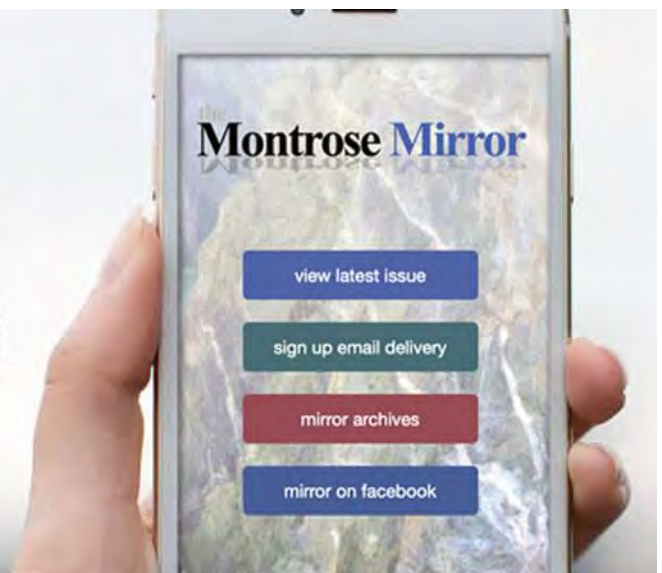 the
Montrose Mirror
view latest issue
sign up email delivery
mirror archives
mirror on facebook